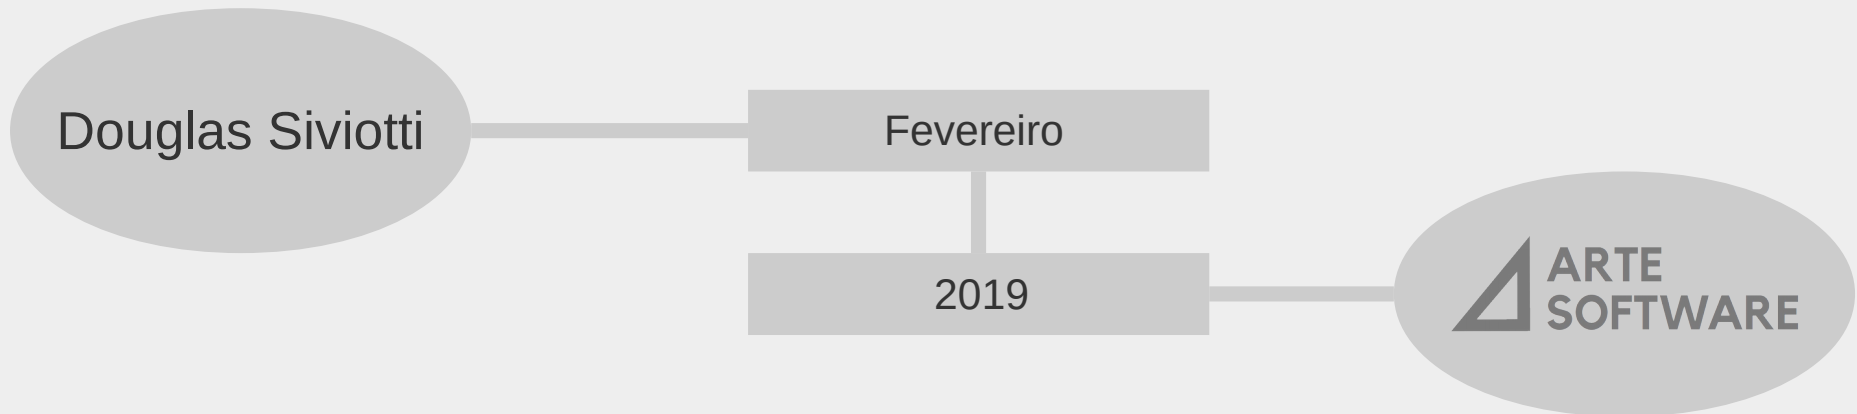 Douglas Siviotti
Fevereiro
2019
ARTE
SOFTWARE